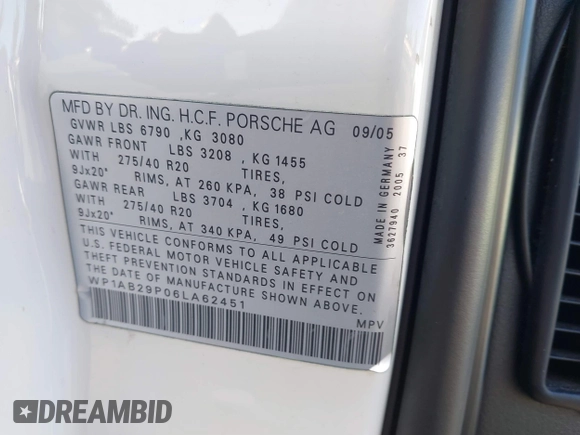 MFD BY DR. ING. H.C.F. PORSCHE AG 09/05
GVWR LBS 6790 ,KG 3080
GAWR FRONT LBS 3208 , KG 1455
WITH 275/40 R20 TIRES,
9Jx20" RIMS, AT 260 KPA, 38 PSI COLD
GAWR REAR LBS 3704 , KG 1680
WITH 275/40 R20 TIRES,
9Jx20" RIMS, AT 340 KPA, 49 PSI COLD
THIS VEHICLE CONFORMS TO ALL APPLICABLE
U.S. FEDERAL MOTOR VEHICLE SAFETY AND
THEFT PREVENTION STANDARDS IN EFFECT ON
THE DATE OF MANUFACTURE SHOWN ABOVE.
WP1AB29P06LA62451
MPV
MADE IN GERMANY
3627940 2005 37
DREAMBID